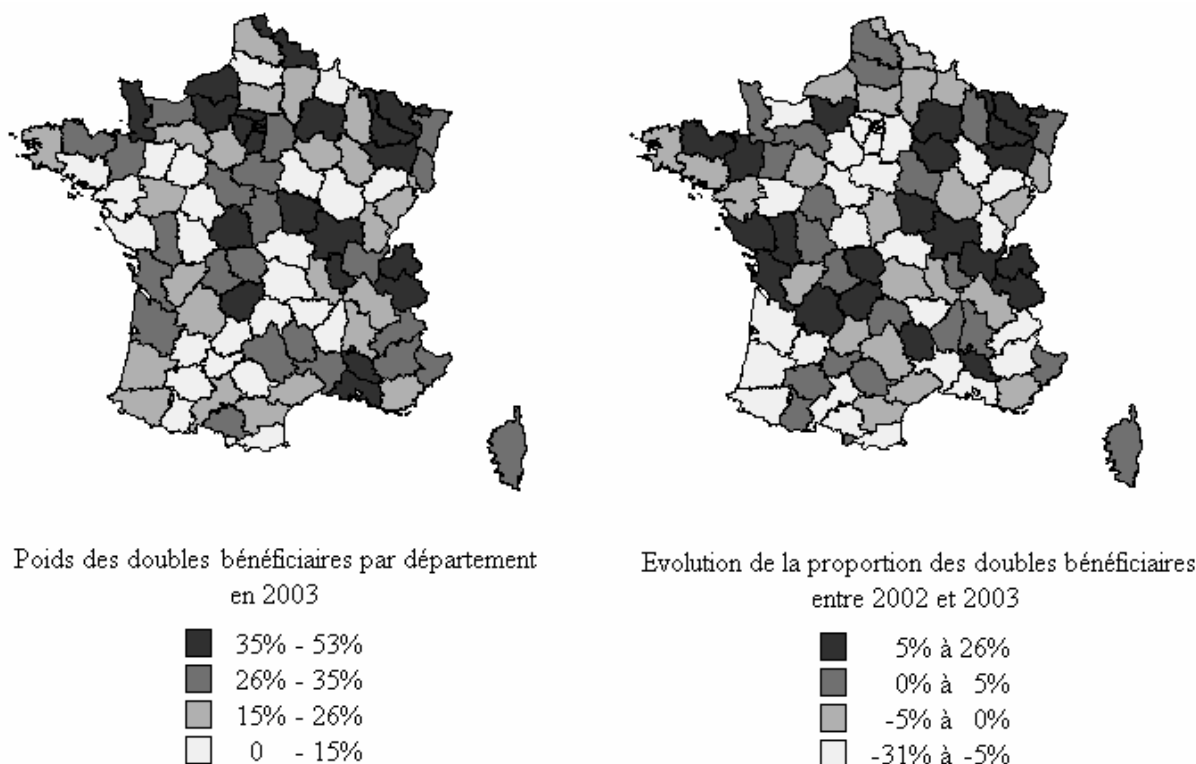 Poids des doubles bénéficiaires par département
en 2003
35% - 53%
26% - 35%
15% - 26%
0 - 15%
Evolution de la proportion des doubles bénéficiaires
entre 2002 et 2003
5% à 26%
0% à 5%
-5% à 0%
-31% à -5%